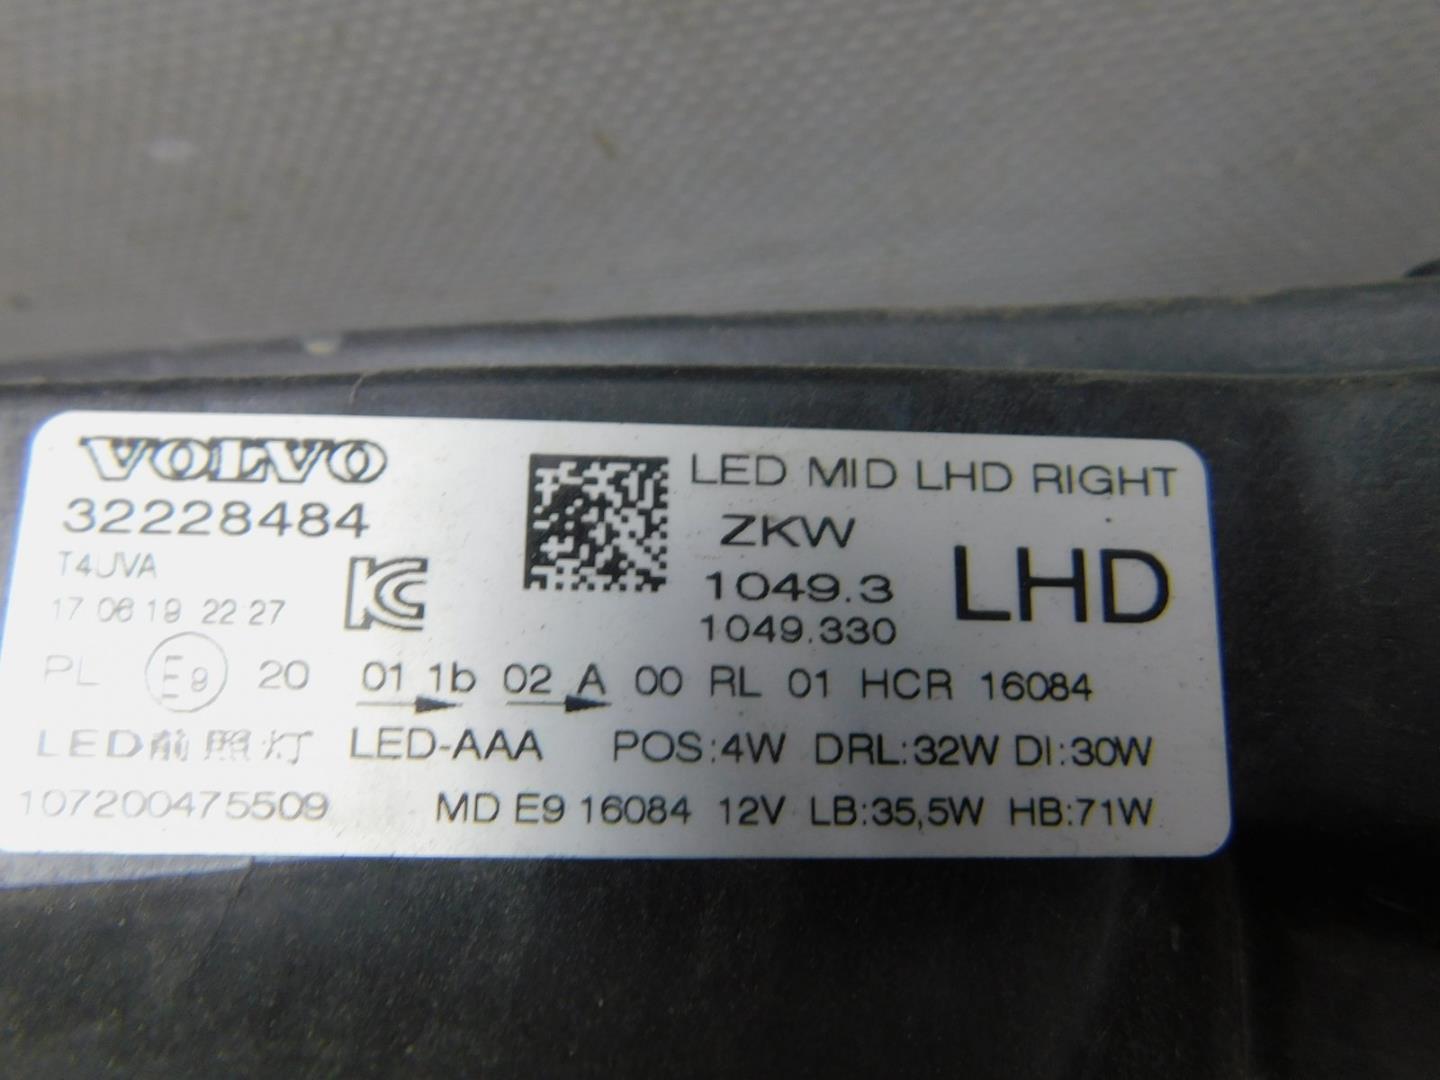 VOLVO
32228484
T4JVA
17 06 19 22 27
LED MID LHD RIGHT
ZKW
1049.3
1049.330
LHD
PL E9 20 01 1b 02 A 00 RL 01 HCR 16084
LED前照灯 LED-AAA POS:4W DRL:32W DI:30W
107200475509 MD E9 16084 12V LB:35,5W HB:71W